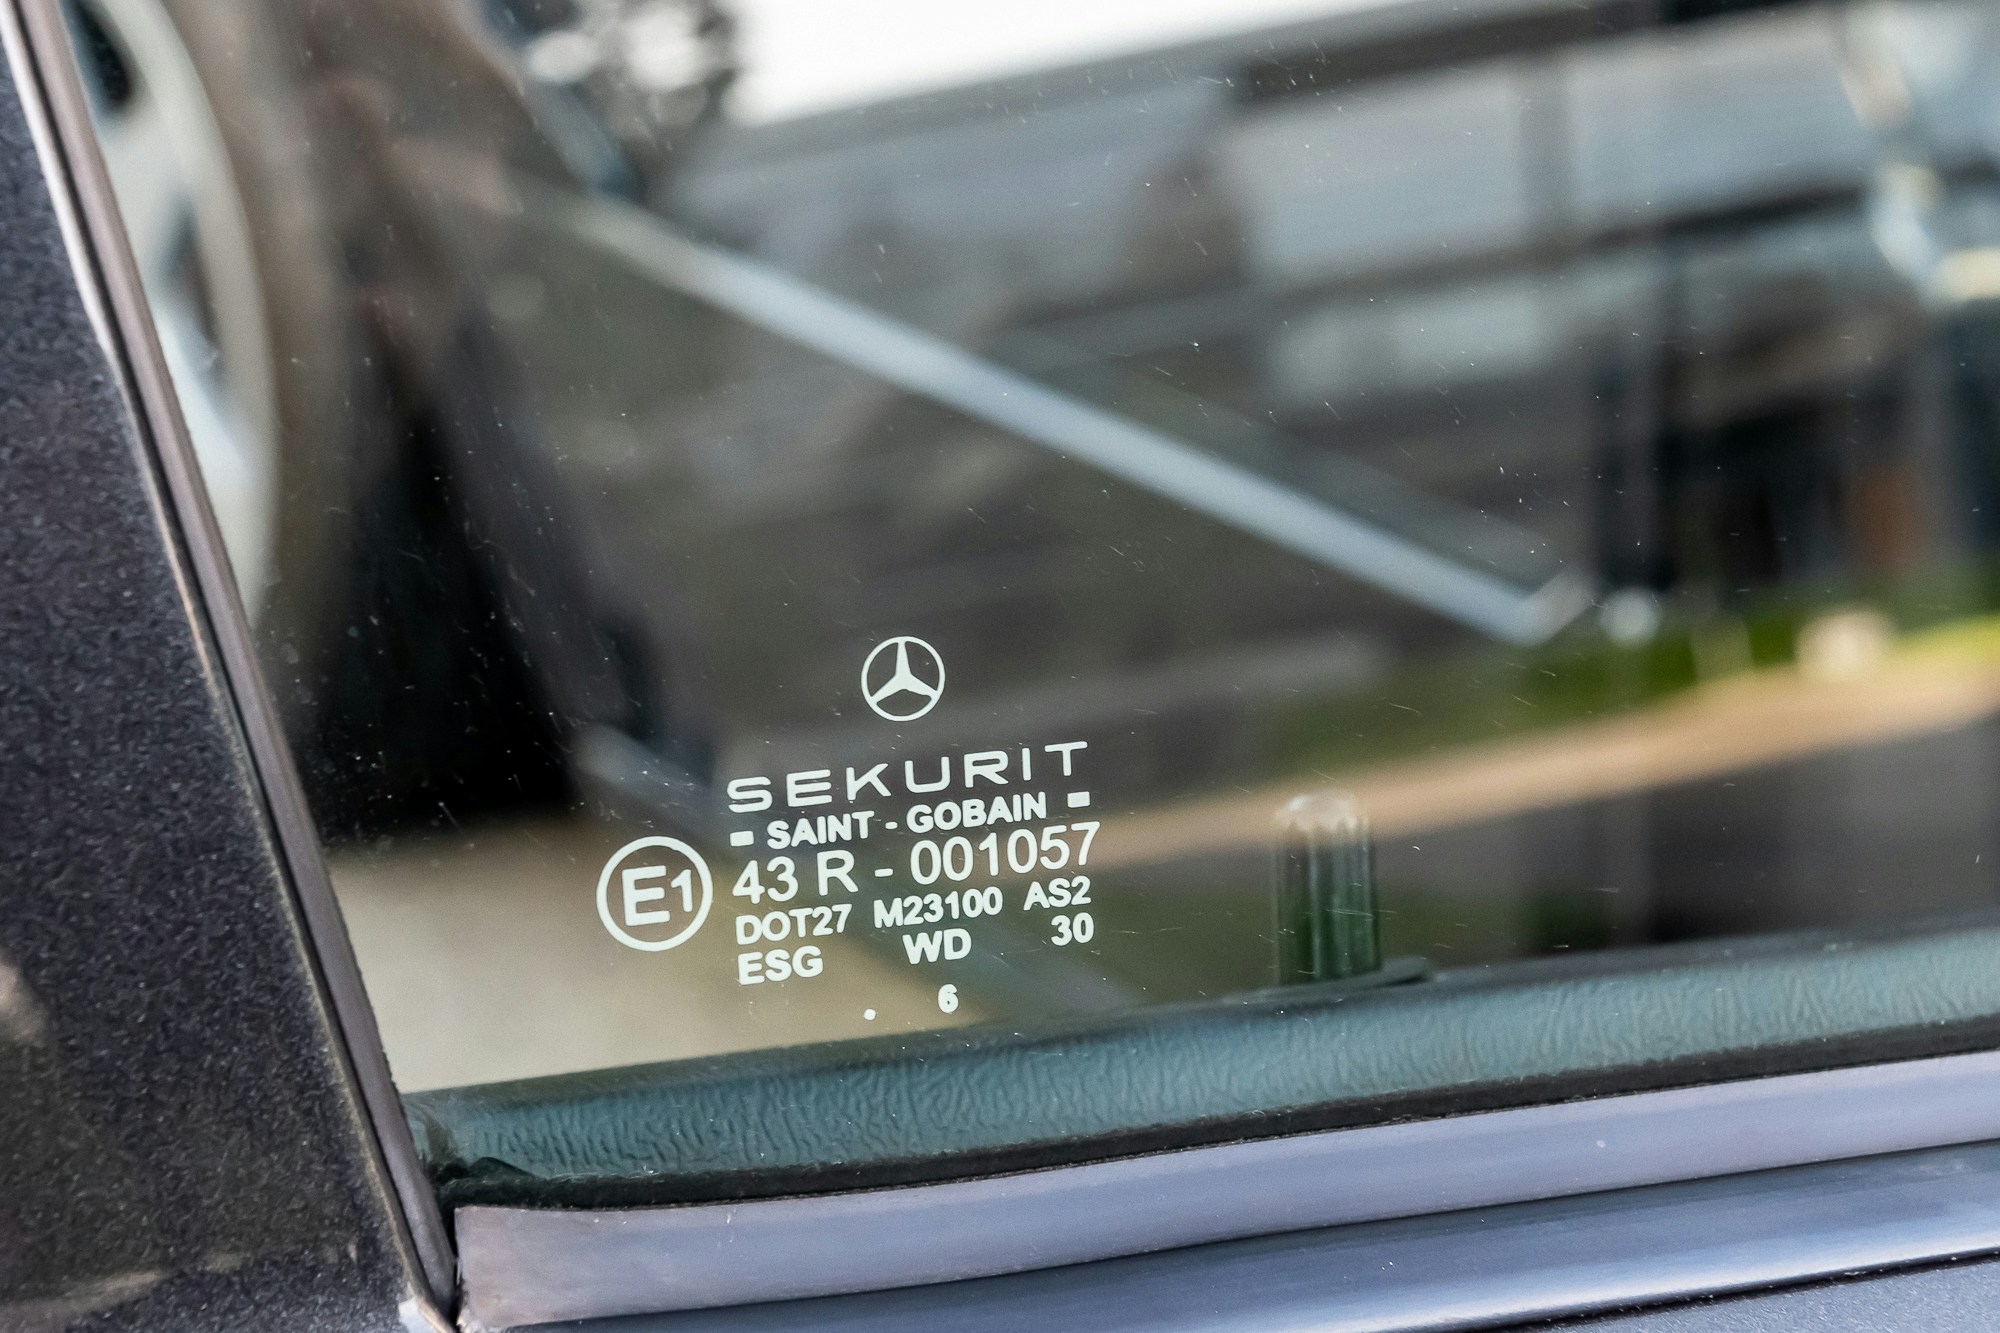 SEKURIT
SAINT - GOBAIN
E1
43 R - 001057
DOT27 M23100 AS2
ESG WD 30
. 6